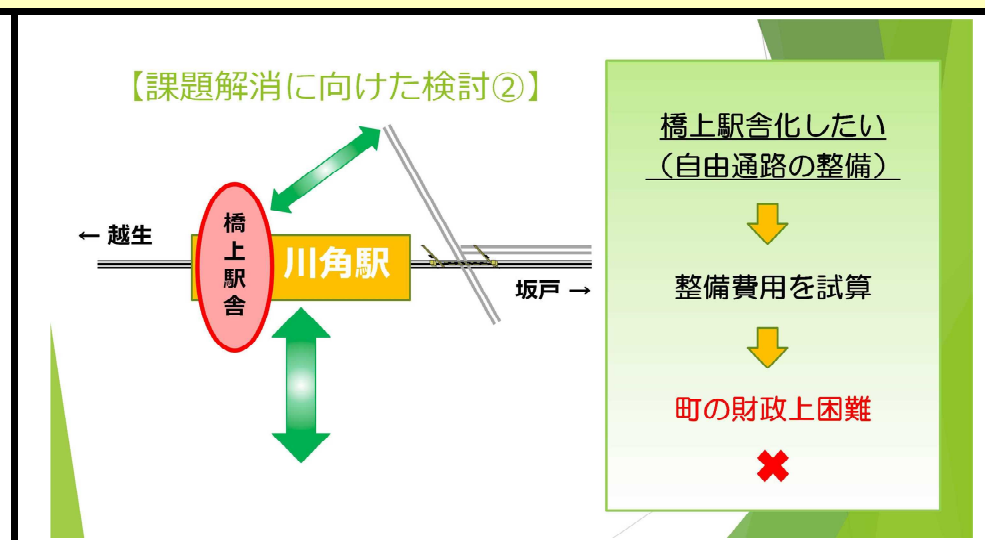 【課題解消に向けた検討②】
← 越生
橋上駅舎
川角駅
坂戸 →
橋上駅舎化したい
（自由通路の整備）
整備費用を試算
町の財政上困難